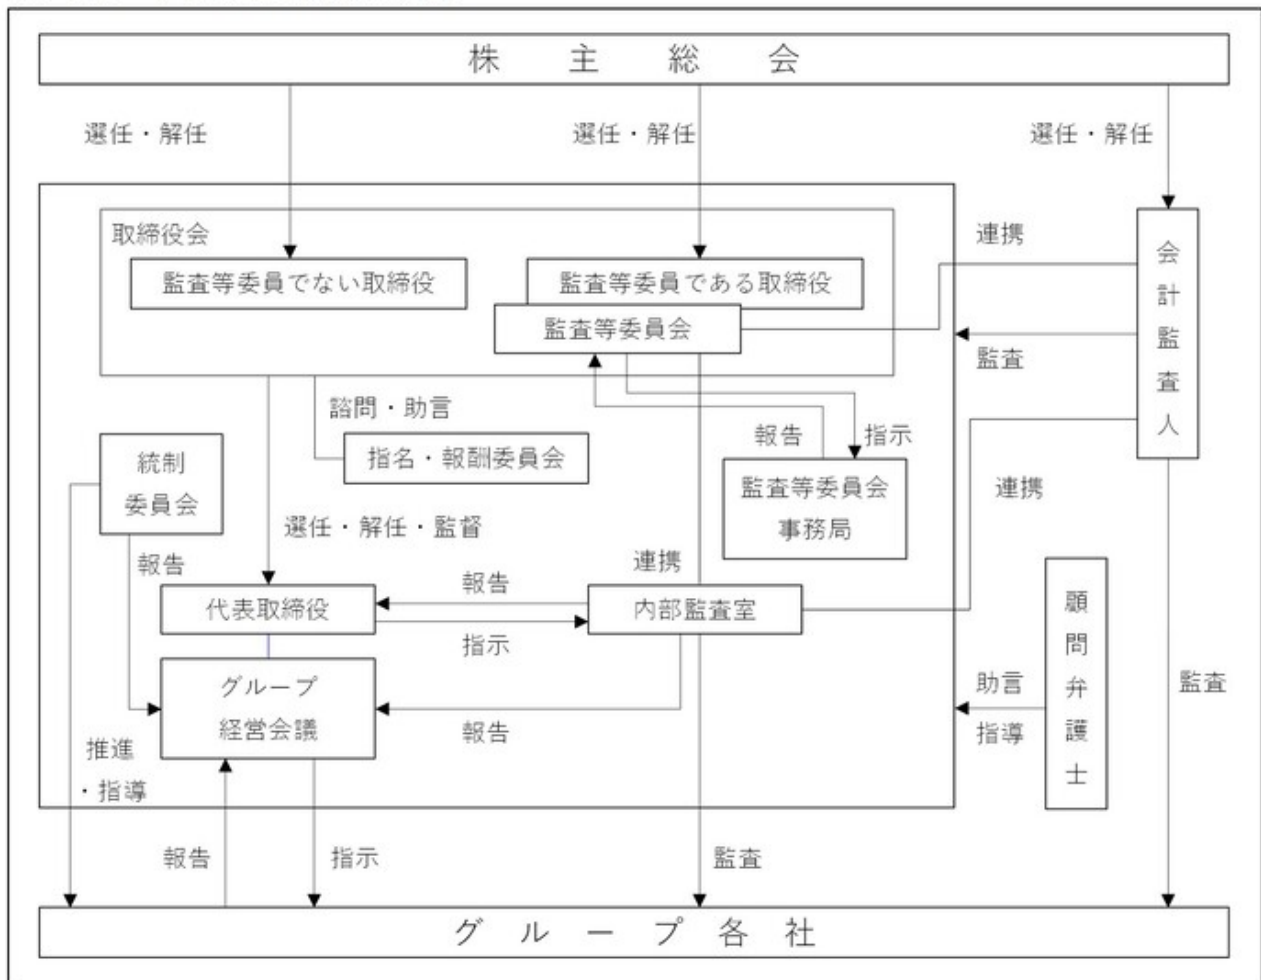 株主総会
選任・解任
選任・解任
選任・解任
取締役会
監査等委員でない取締役
監査等委員である取締役
監査等委員会
連携
監査
会計監査人
諮問・助言
指名・報酬委員会
報告
指示
監査等委員会
事務局
統制
委員会
連携
選任・解任・監督
報告
連携
報告
代表取締役
内部監査室
指示
顧問弁護士
グループ
経営会議
報告
助言
指導
監査
推進
・指導
報告
指示
監査
グループ各社